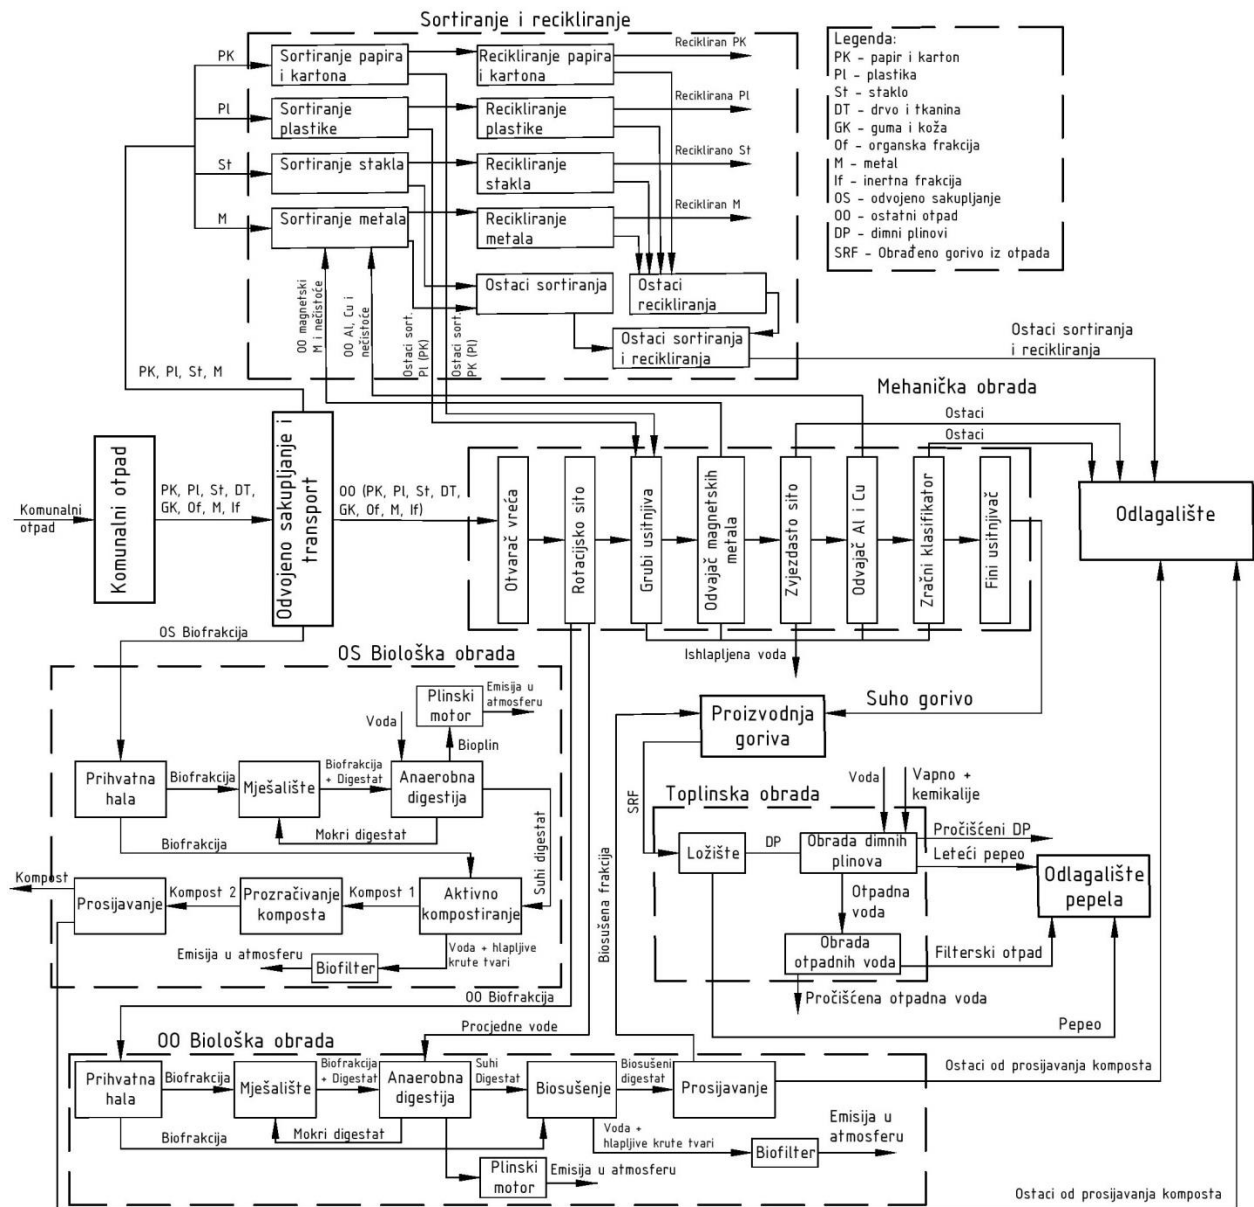 Sortiranje i recikliranje
PK
Sortiranje papira
i kartona
Recikliranje papira
i kartona
Recikliran PK
Pl
Sortiranje
plastike
Recikliranje
plastike
Reciklirana Pl
St
Sortiranje stakla
Recikliranje
stakla
Reciklirano St
M
Sortiranje metala
Recikliranje
metala
Recikliran M
Ostaci sortiranja
Ostaci
recikliranja
Ostaci sortiranja
i recikliranja
OO magnetski
M i nečistoće
OO Al, Cu i
nečistoće
Ostaci sort.
Pl (PK)
Ostaci sort.
PK (Pl)
Legenda:
PK - papir i karton
Pl - plastika
St - staklo
DT - drvo i tkanina
GK - guma i koža
Of - organska frakcija
M - metal
If - inertna frakcija
OS - odvojeno sakupljanje
OO - ostatni otpad
DP - dimni plinovi
SRF - Obrađeno gorivo iz otpada
Ostaci sortiranja
i recikliranja
PK, Pl, St, M
Mehanička obrada
Ostaci
Ostaci
Komunalni
otpad
Komunalni otpad
PK, Pl, St, DT,
GK, Of, M, If
Odvojeno sakupljanje i
transport
OO (PK, Pl, St, DT,
GK, Of, M, If)
Otvarač vreća
Rotacijsko sito
Grubi usitnjiva
Odvajač magnetskih
metala
Zvjezdasto sito
Odvajač Al i Cu
Zračni klasifikator
Fini usitnjivač
Odlagalište
Ishlapljena voda
OS Biofrakcija
OS Biološka obrada
Plinski
motor
Emisija u
atmosferu
Voda
Bioplin
Prihvatna
hala
Biofrakcija
Mješalište
Biofrakcija
+ Digestat
Anaerobna
digestija
Mokri digestat
Biofrakcija
Suhi digestat
Kompost
Prosijavanje
Kompost 2
Prozračivanje
komposta
Kompost 1
Aktivno
kompostiranje
Emisija u atmosferu
Biofilter
Voda + hlapljive
krute tvari
Proizvodnja
goriva
Suho gorivo
SRF
Biosušena frakcija
Toplinska obrada
Voda
Vapno +
kemikalije
Ložište
DP
Obrada dimnih
plinova
Pročišćeni DP
Leteći pepeo
Odlagalište
pepela
Otpadna
voda
Obrada
otpadnih voda
Filterski otpad
Pročišćena otpadna voda
Pepeo
OO Biofrakcija
Procjedne vode
OO Biološka obrada
Prihvatna
hala
Biofrakcija
Mješalište
Biofrakcija
+ Digestat
Anaerobna
digestija
Suhi
Digestat
Biosušenje
Biosušeni
digestat
Prosijavanje
Ostaci od prosijavanja komposta
Biofrakcija
Mokri digestat
Voda +
hlapljive krute tvari
Biofilter
Emisija u
atmosferu
Plinski
motor
Emisija u
atmosferu
Ostaci od prosijavanja komposta